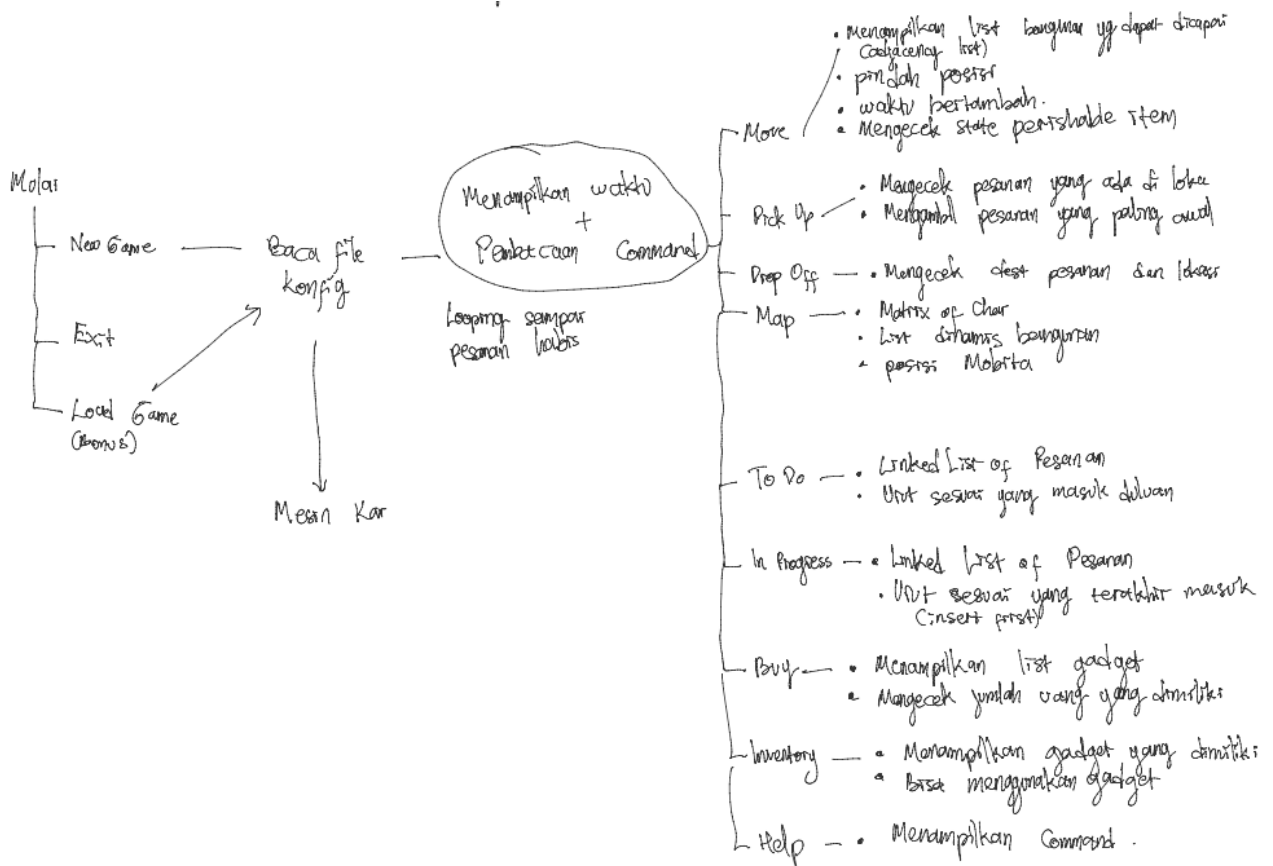 Mulai
New Game
Exit
Load Game
(Bonus)
Baca file
konfig
Mesin Kar
Menampilkan waktu
+
Pembacaan Command
Looping sampai
pesanan habis
Move
• Menampilkan list bangunan yg dapat dicapai
(adjacency list)
• pindah posisi
• waktu bertambah.
• Mengecek state perishable item
Pick Up
• Mengecek pesanan yang ada di loka
• Mengambil pesanan yang paling awal
Drop Off
• Mengecek dest pesanan dan lokasi
Map
• Matrix of Char
• List dinamis bangunan
• posisi Mobita
To Do
• Linked List of Pesanan
• Urut sesuai yang masuk duluan
In Progress
• Linked List of Pesanan
• Urut sesuai yang terakhir masuk
(insert first)
Buy
• Menampilkan list gadget
• Mengecek jumlah uang yang dimiliki
Inventory
• Menampilkan gadget yang dimiliki
• Bisa menggunakan gadget
Help
• Menampilkan Command.